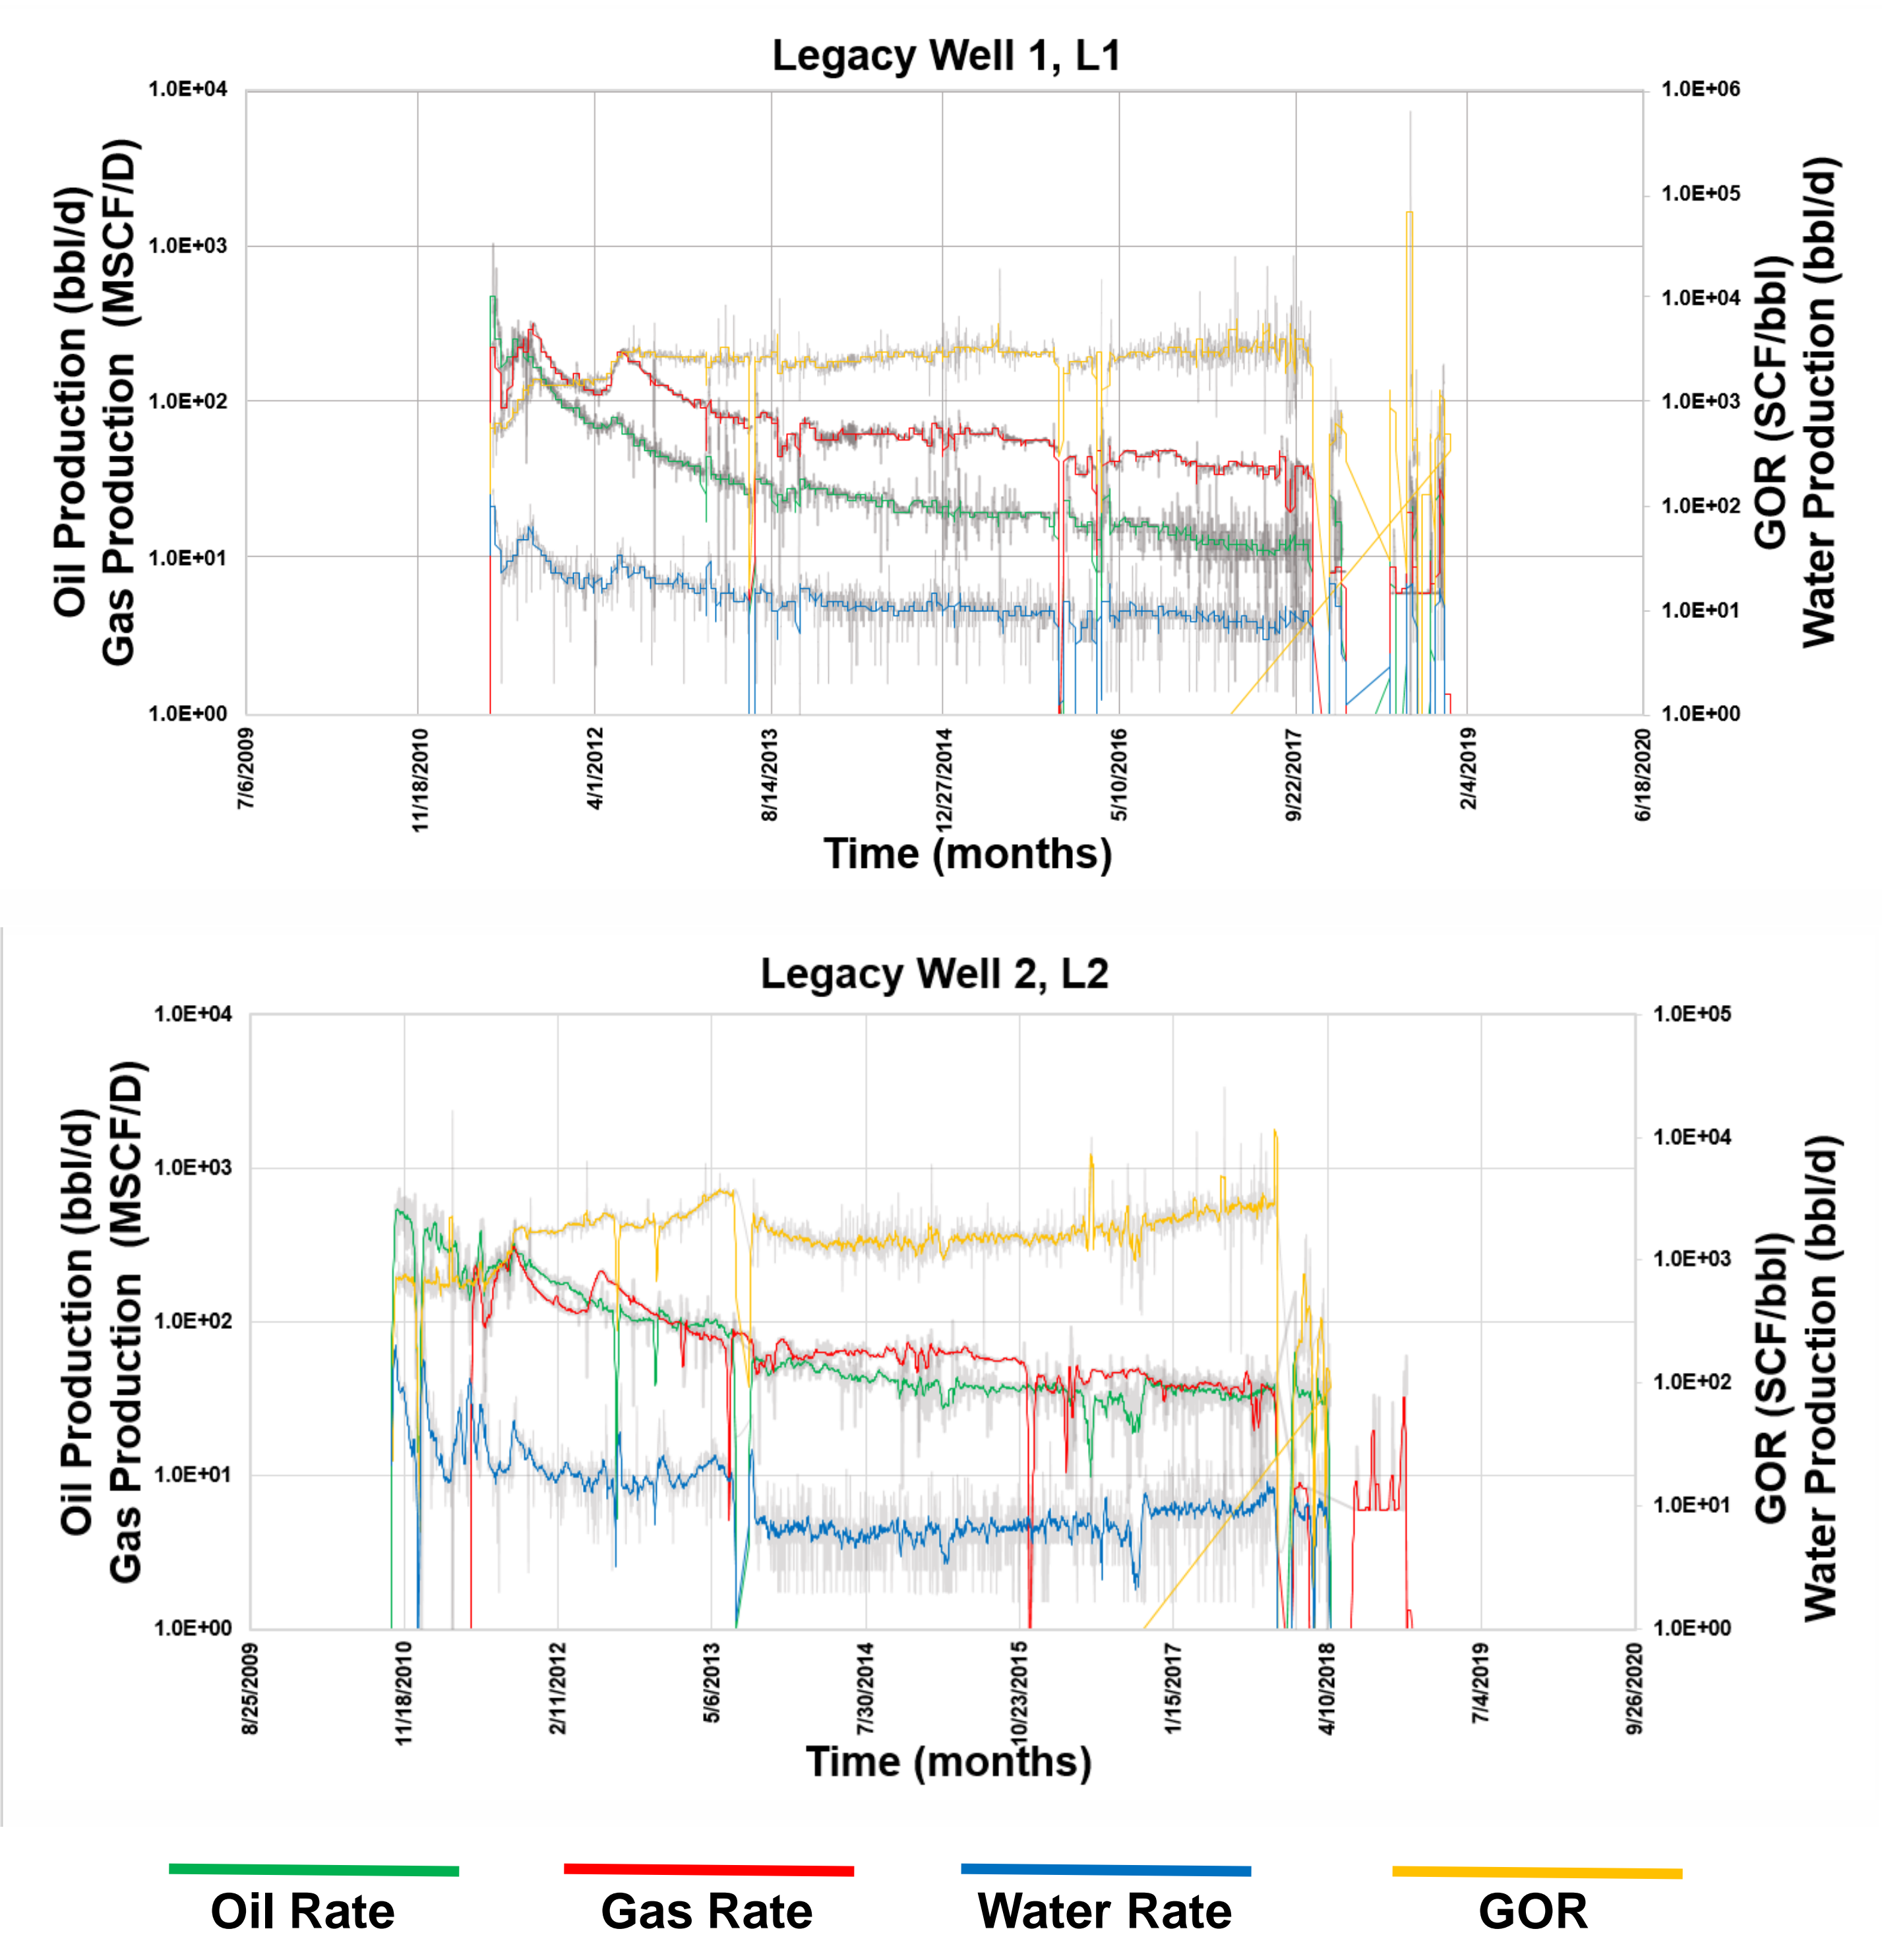 Legacy Well 1, L1
Oil Production (bbl/d)
Gas Production (MSCF/D)
1.0E+04
1.0E+03
1.0E+02
1.0E+01
1.0E+00
1.0E+06
1.0E+05
1.0E+04
1.0E+03
1.0E+02
1.0E+01
1.0E+00
GOR (SCF/bbl)
Water Production (bbl/d)
7/6/2009
11/18/2010
4/1/2012
8/14/2013
12/27/2014
5/10/2016
9/22/2017
2/4/2019
6/18/2020
Time (months)
Legacy Well 2, L2
Oil Production (bbl/d)
Gas Production (MSCF/D)
1.0E+04
1.0E+03
1.0E+02
1.0E+01
1.0E+00
1.0E+05
1.0E+04
1.0E+03
1.0E+02
1.0E+01
1.0E+00
GOR (SCF/bbl)
Water Production (bbl/d)
8/25/2009
11/18/2010
2/11/2012
5/6/2013
7/30/2014
10/23/2015
1/15/2017
4/10/2018
7/4/2019
9/26/2020
Time (months)
Oil Rate
Gas Rate
Water Rate
GOR